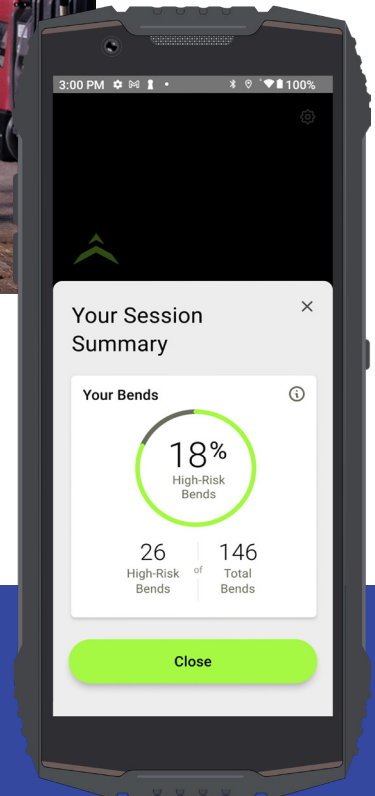 3:00 PM
100%
Your Session
Summary
Your Bends
18%
High-Risk
Bends
26
High-Risk
Bends
of
146
Total
Bends
Close